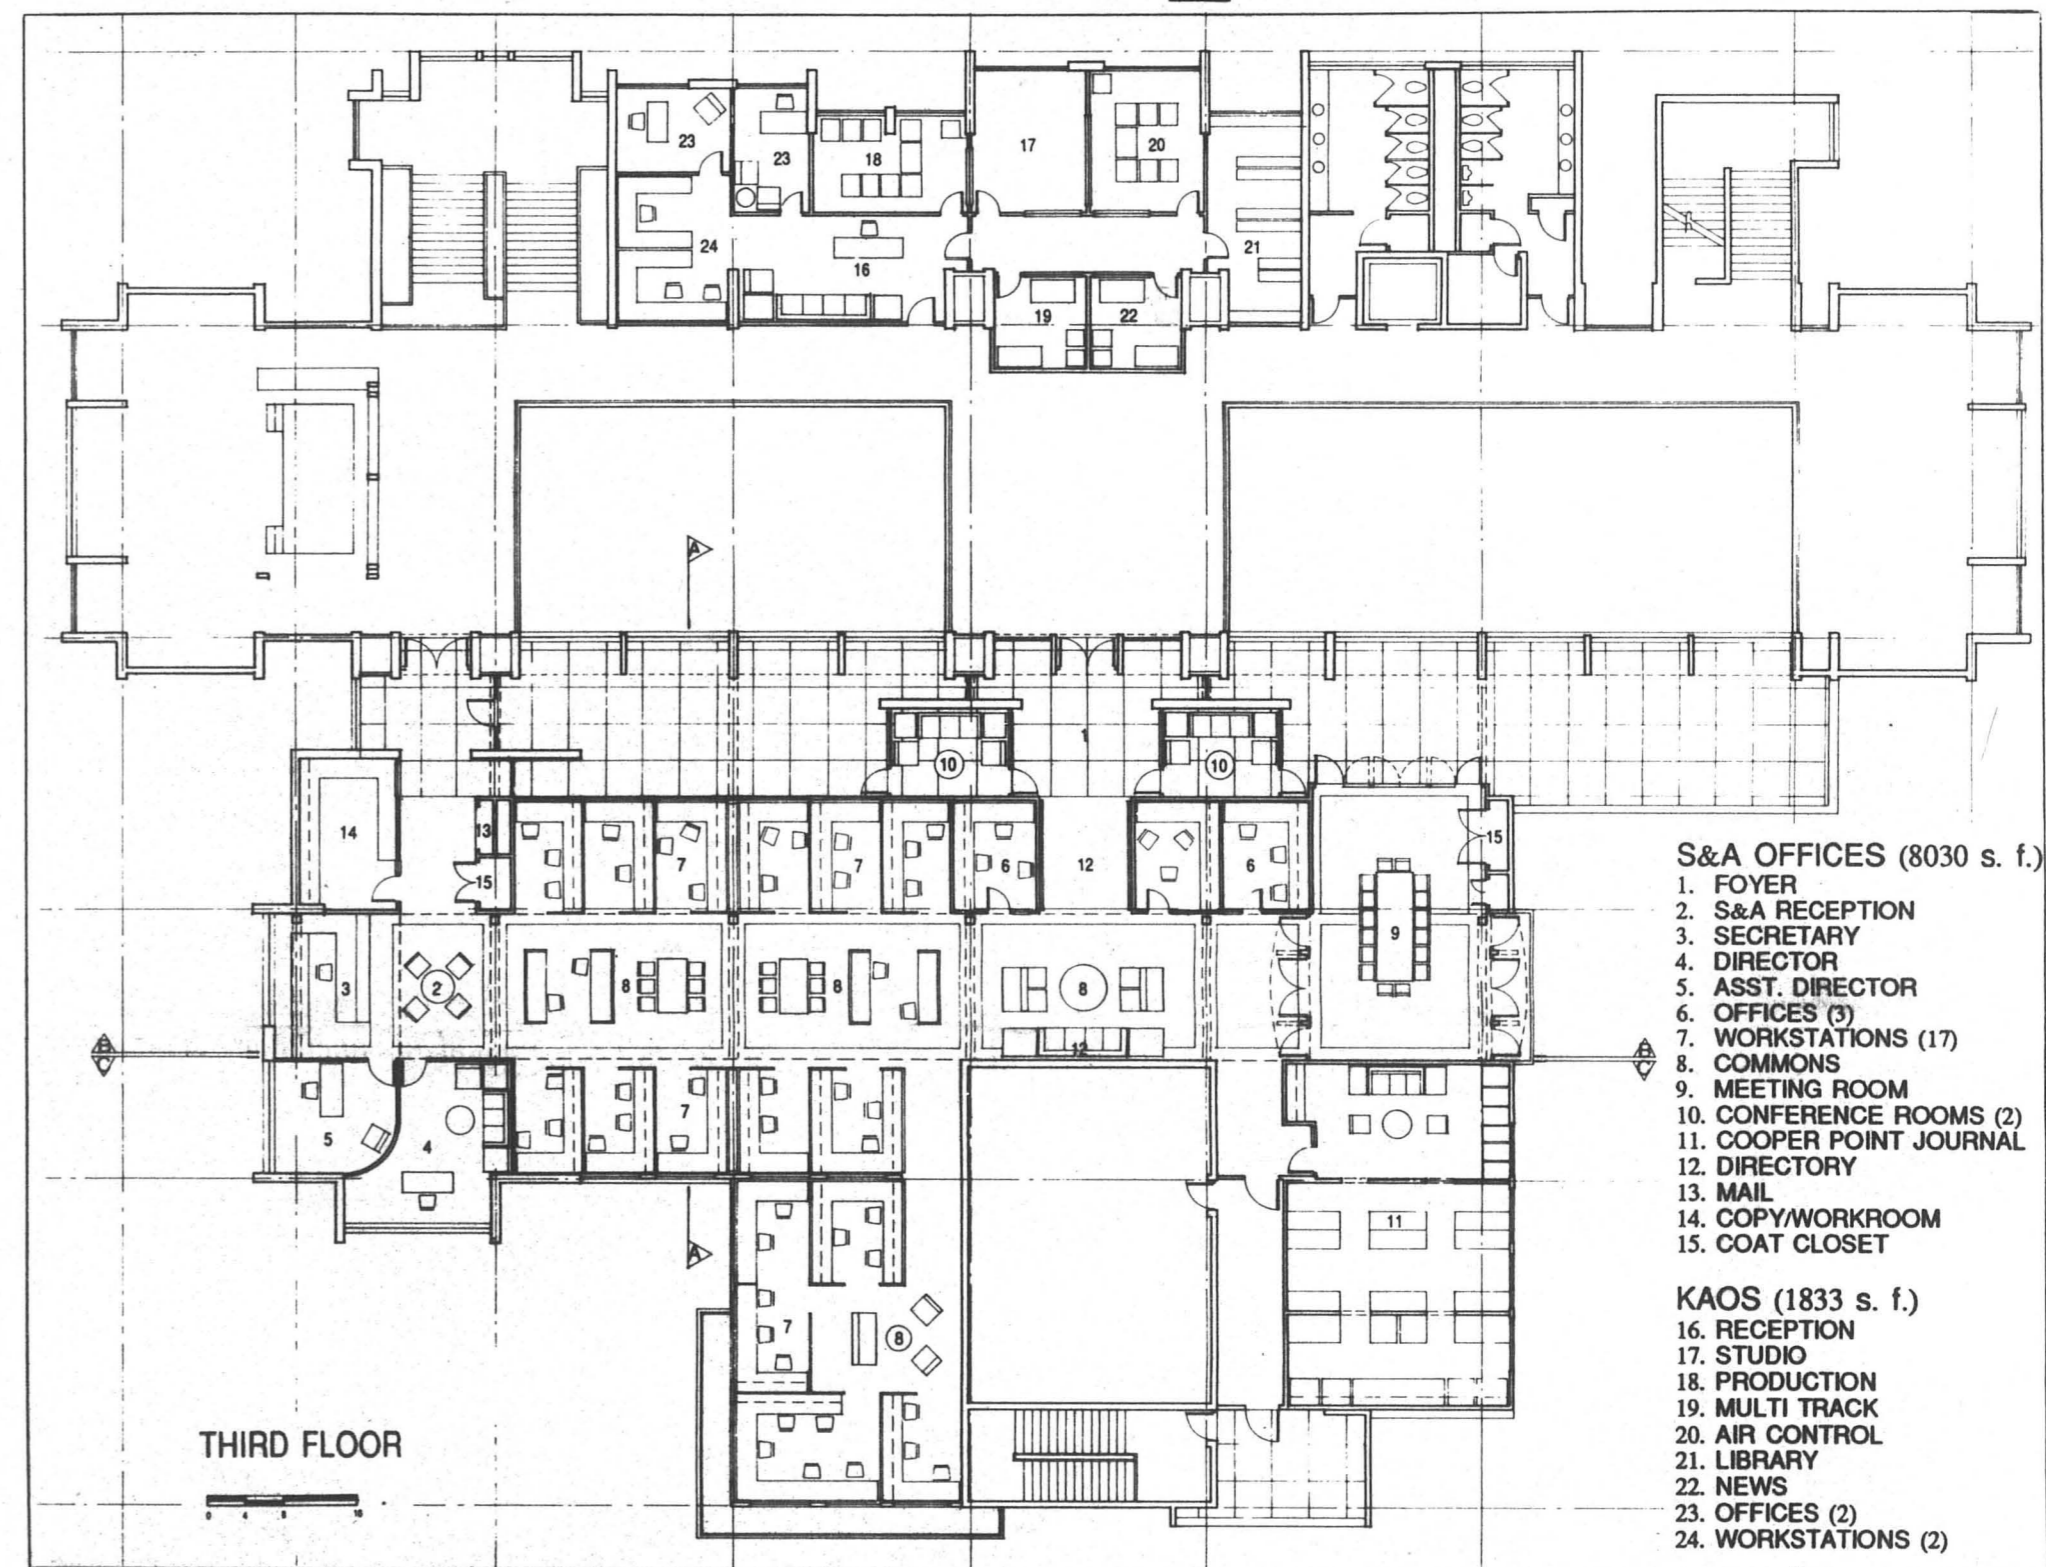 23
23
18
17
20
24
16
21
19
22
A
1
10
10
14
13
15
7
7
6
12
6
15
3
2
8
8
8
9
12
B
C
B
C
5
4
7
11
A
7
8
S&A OFFICES (8030 s. f.)
1. FOYER
2. S&A RECEPTION
3. SECRETARY
4. DIRECTOR
5. ASST. DIRECTOR
6. OFFICES (3)
7. WORKSTATIONS (17)
8. COMMONS
9. MEETING ROOM
10. CONFERENCE ROOMS (2)
11. COOPER POINT JOURNAL
12. DIRECTORY
13. MAIL
14. COPY/WORKROOM
15. COAT CLOSET
KAOS (1833 s. f.)
16. RECEPTION
17. STUDIO
18. PRODUCTION
19. MULTI TRACK
20. AIR CONTROL
21. LIBRARY
22. NEWS
23. OFFICES (2)
24. WORKSTATIONS (2)
THIRD FLOOR
0 4 8 16